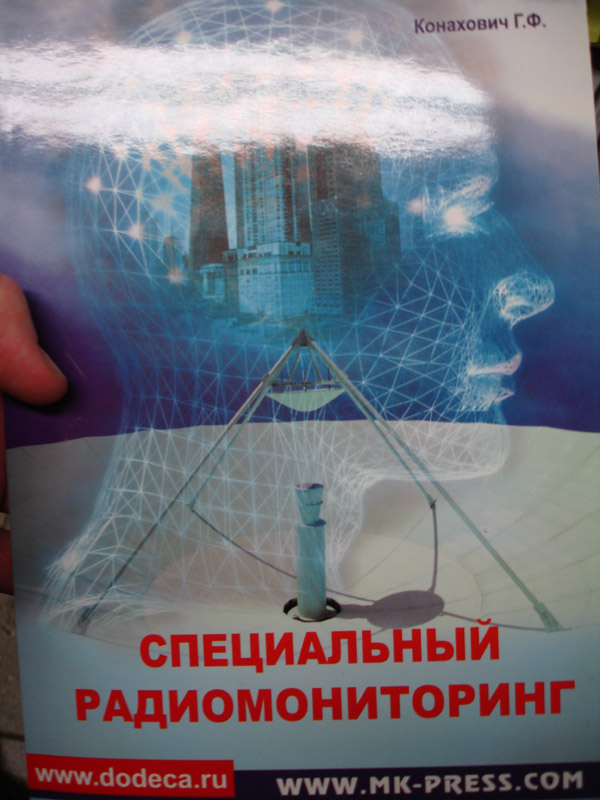 Конахович Г.Ф.
СПЕЦИАЛЬНЫЙ
РАДИОМОНИТОРИНГ
www.dodeca.ru
WWW.MK-PRESS.COM